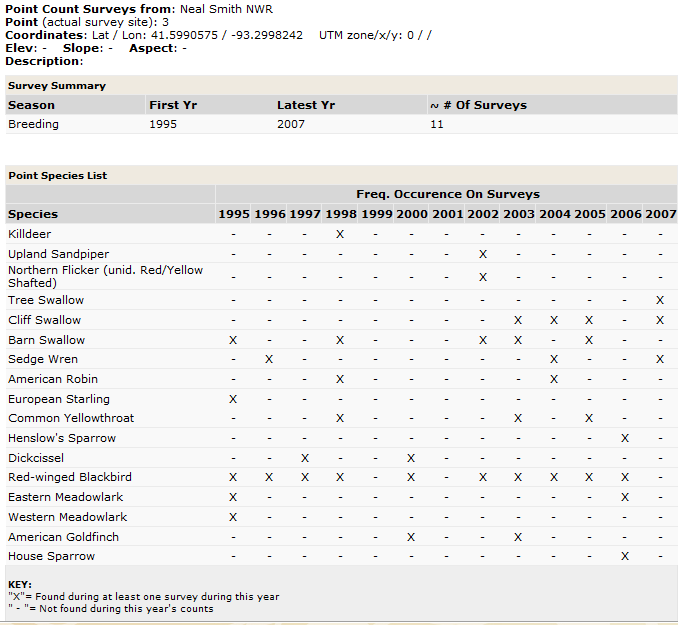 Point Count Surveys from: Neal Smith NWR
Point (actual survey site): 3
Coordinates: Lat / Lon: 41.5990575 / -93.2998242 UTM zone/x/y: 0 / /
Elev: - Slope: - Aspect: -
Description:
Survey Summary
Season First Yr Latest Yr ~ # Of Surveys
Breeding 1995 2007 11
Point Species List
Freq. Occurence On Surveys
Species 1995 1996 1997 1998 1999 2000 2001 2002 2003 2004 2005 2006 2007
Killdeer - - - X - - - - - - - - -
Upland Sandpiper - - - - - - - X - - - - -
Northern Flicker (unid. Red/Yellow
Shafted) - - - - - - - X - - - - -
Tree Swallow - - - - - - - - - - - - X
Cliff Swallow - - - - - - - - X X X - X
Barn Swallow X - - X - - - X X - X - -
Sedge Wren - X - - - - - - - X - - X
American Robin - - - X - - - - - X - - -
European Starling X - - - - - - - - - - - -
Common Yellowthroat - - - X - - - - X - X - -
Henslow's Sparrow - - - - - - - - - - - X -
Dickcissel - - X - - X - - - - - - -
Red-winged Blackbird X X X X - X - X X X X X -
Eastern Meadowlark X - - - - - - - - - - X -
Western Meadowlark X - - - - - - - - - - - -
American Goldfinch - - - - - X - - X - - - -
House Sparrow - - - - - - - - - - - X -
KEY:
"X"= Found during at least one survey during this year
" - "= Not found during this year's counts